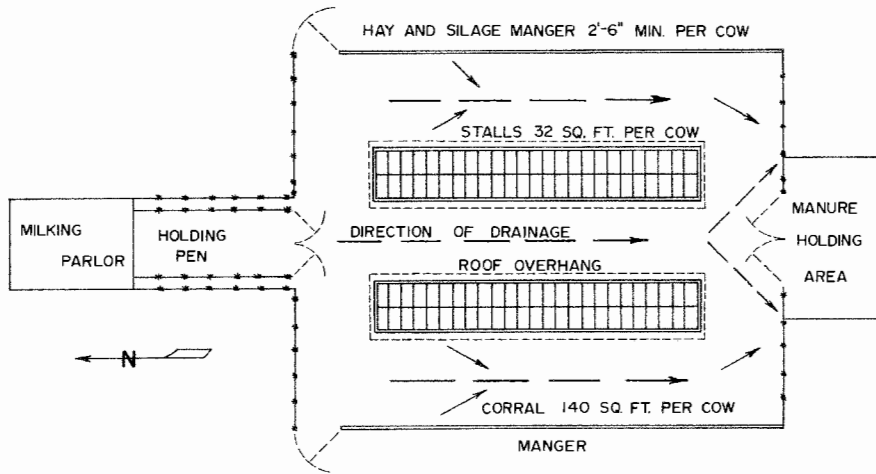 HAY AND SILAGE MANGER 2'-6" MIN. PER COW
STALLS 32 SQ. FT. PER COW
MILKING
PARLOR
HOLDING
PEN
DIRECTION OF DRAINAGE
ROOF OVERHANG
MANURE
HOLDING
AREA
N
CORRAL 140 SQ. FT. PER COW
MANGER